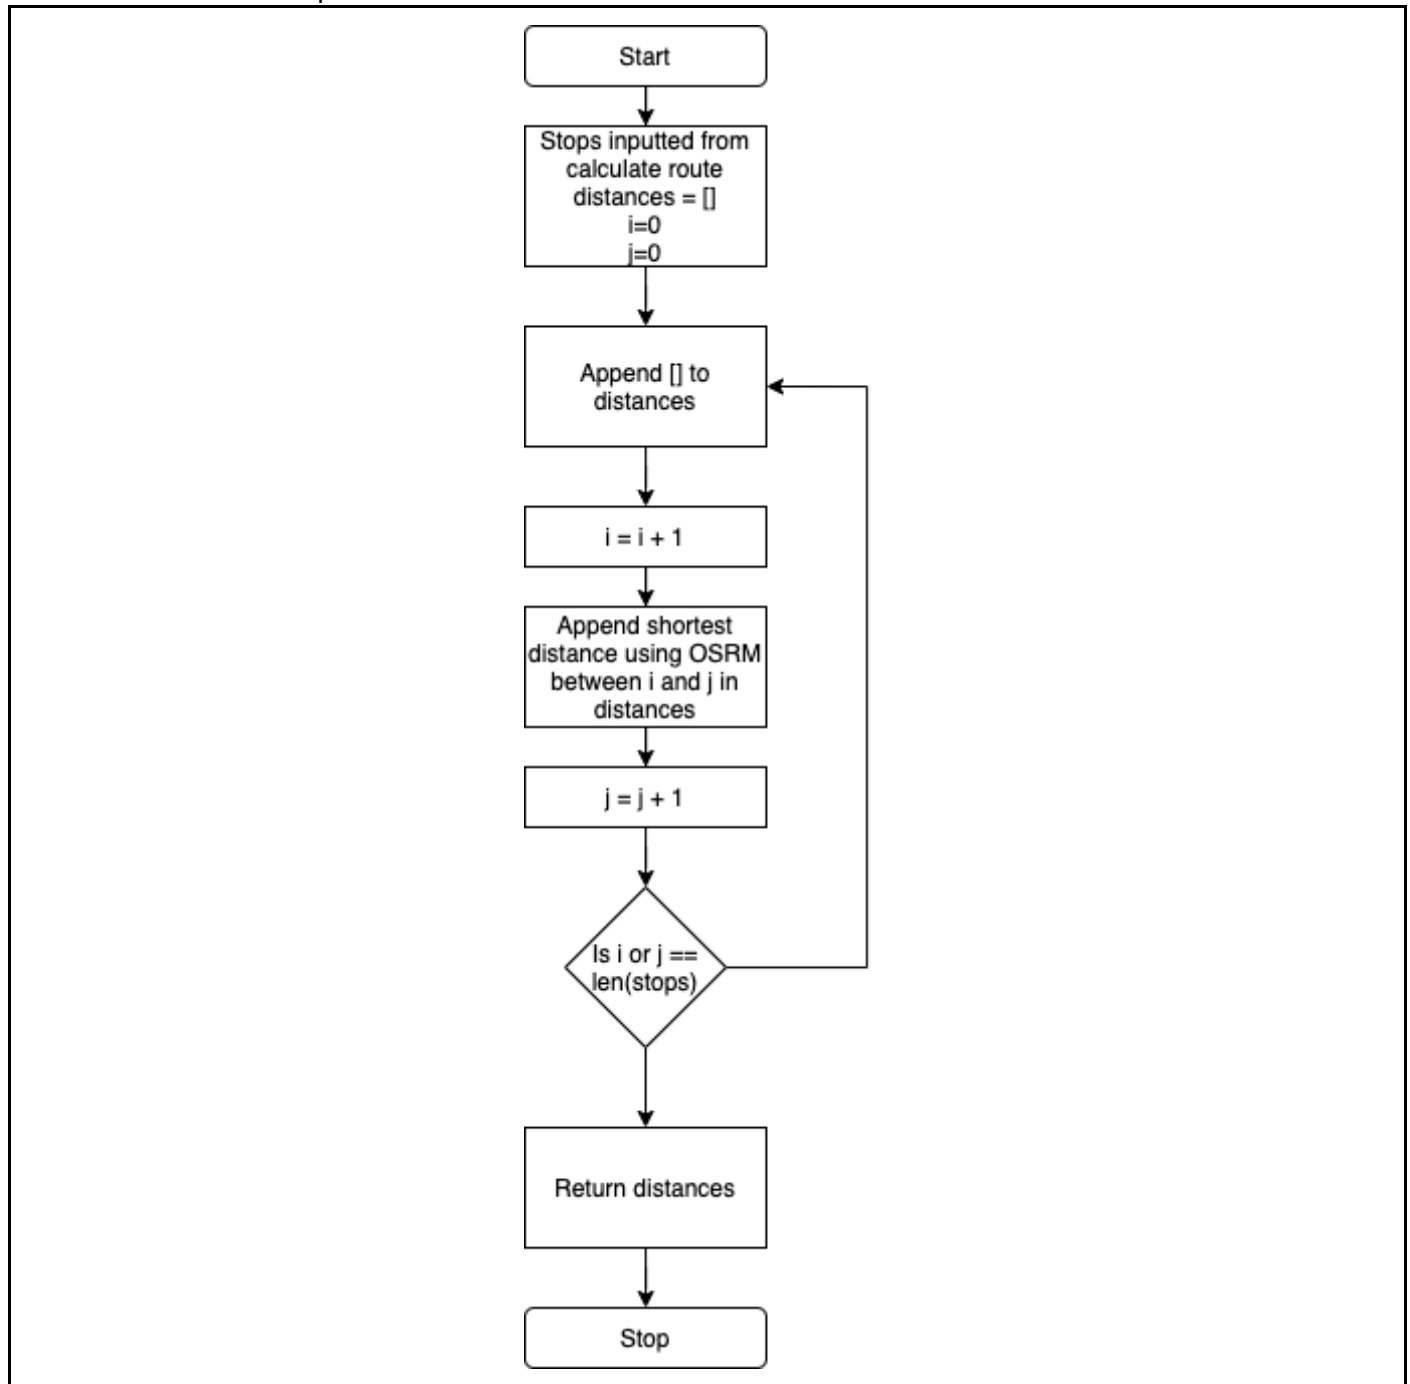 Start
Stops inputted from
calculate route
distances = []
i=0
j=0
Append [] to
distances
i = i + 1
Append shortest
distance using OSRM
between i and j in
distances
j = j + 1
Is i or j ==
len(stops)
Return distances
Stop